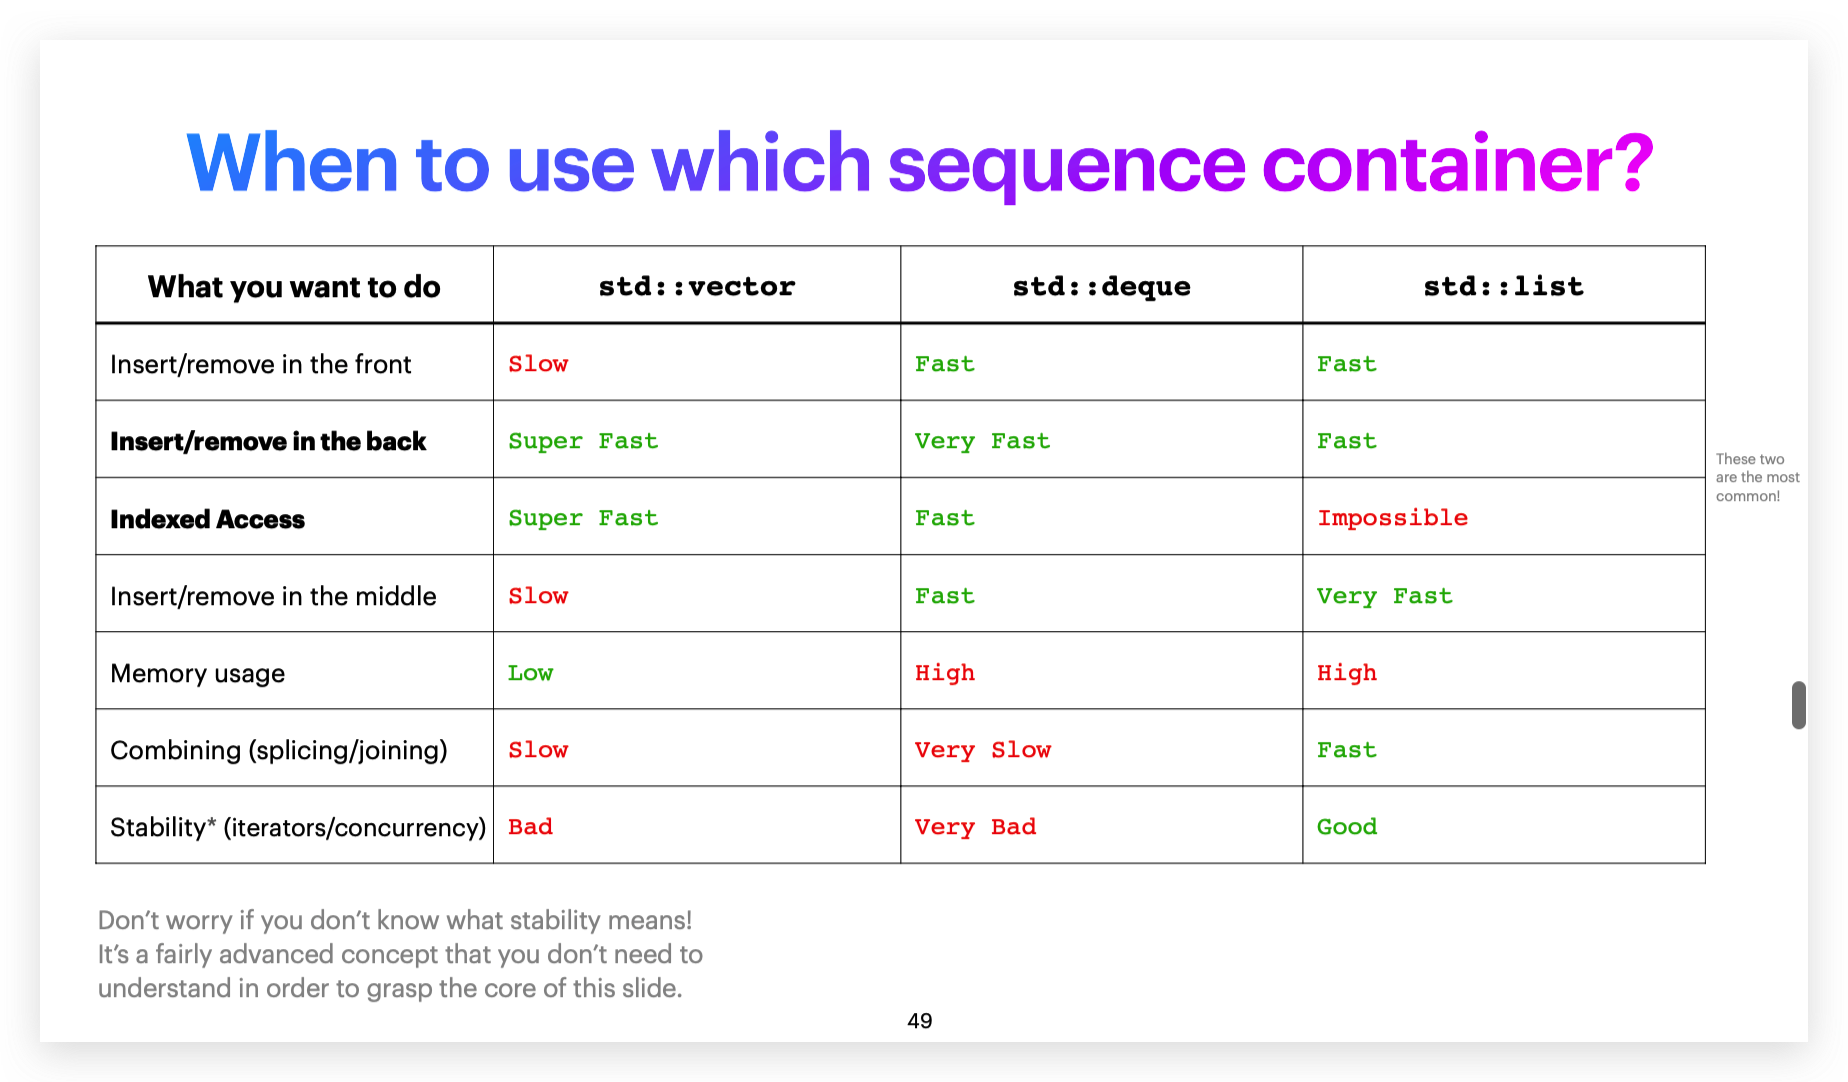 When to use which sequence container?
What you want to do std::vector std::deque std::list
Insert/remove in the front Slow Fast Fast
Insert/remove in the back Super Fast Very Fast Fast
Indexed Access Super Fast Fast Impossible
Insert/remove in the middle Slow Fast Very Fast
Memory usage Low High High
Combining (splicing/joining) Slow Very Slow Fast
Stability* (iterators/concurrency) Bad Very Bad Good
These two
are the most
common!
Don’t worry if you don’t know what stability means!
It’s a fairly advanced concept that you don’t need to
understand in order to grasp the core of this slide.
49